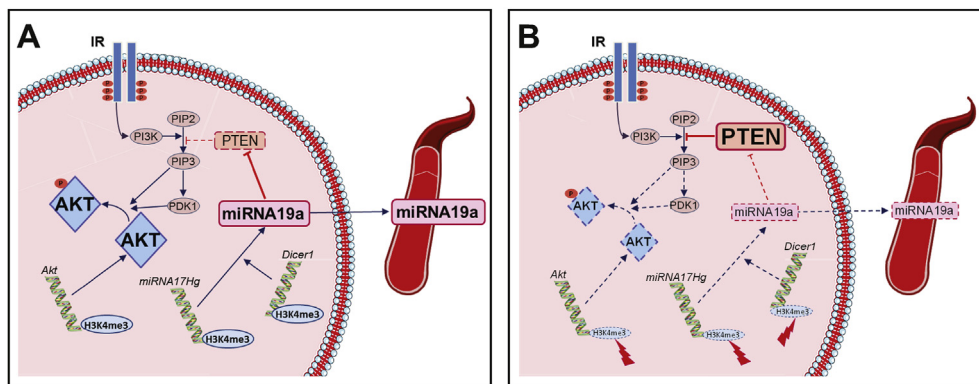 A
IR
P P
P P
P P
PIP2
PI3K
PTEN
PIP3
P
AKT
PDK1
AKT
miRNA19a
miRNA19a
Akt
miRNA17Hg
Dicer1
H3K4me3
H3K4me3
H3K4me3
B
IR
P P
P P
P P
PIP2
PI3K
PTEN
PIP3
P
AKT
PDK1
AKT
miRNA19a
miRNA19a
Akt
miRNA17Hg
Dicer1
H3K4me3
H3K4me3
H3K4me3